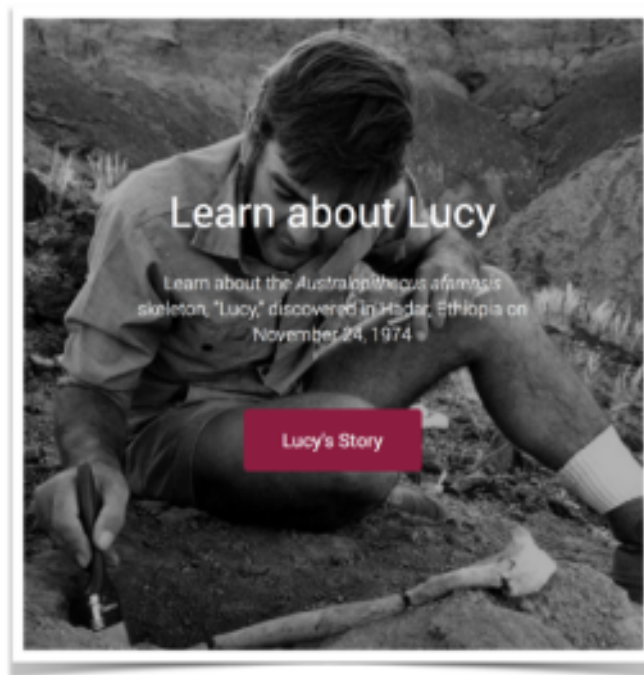 Learn about Lucy
Learn about the Australopithecus afarensis
skeleton, "Lucy," discovered in Hadar, Ethiopia on
November 24, 1974
Lucy's Story